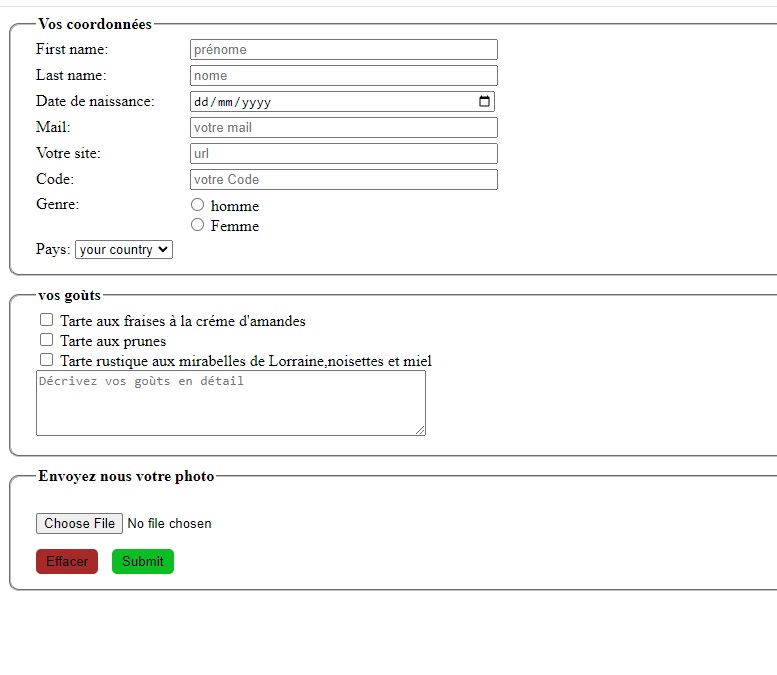 Vos coordonnées
First name: prénome
Last name: nome
Date de naissance: dd/mm/yyyy
Mail: votre mail
Votre site: url
Code: votre Code
Genre: homme
Femme
Pays: your country
vos goùts
Tarte aux fraises à la créme d'amandes
Tarte aux prunes
Tarte rustique aux mirabelles de Lorraine,noisettes et miel
Décrivez vos goùts en détail
Envoyez nous votre photo
Choose File No file chosen
Effacer Submit